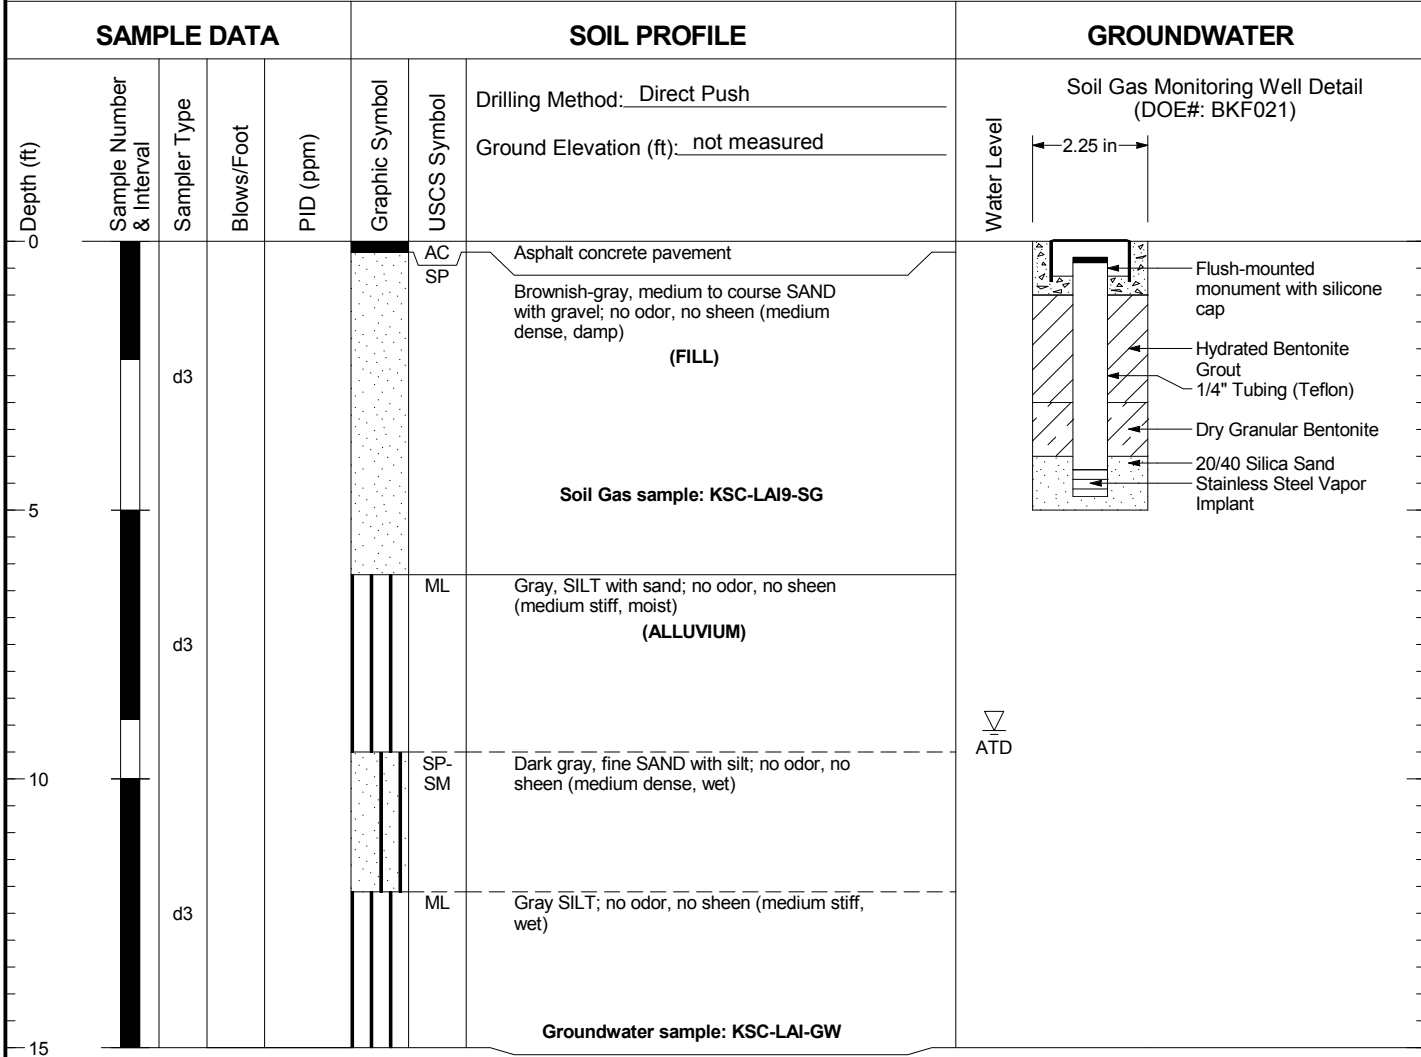 SAMPLE DATA
SOIL PROFILE
GROUNDWATER
Depth (ft)
Sample Number
& Interval
Sampler Type
Blows/Foot
PID (ppm)
Graphic Symbol
USCS Symbol
Drilling Method: Direct Push
Ground Elevation (ft): not measured
Water Level
Soil Gas Monitoring Well Detail
(DOE#: BKF021)
2.25 in
0
AC
Asphalt concrete pavement
SP
Brownish-gray, medium to course SAND
with gravel; no odor, no sheen (medium
dense, damp)
(FILL)
d3
Flush-mounted
monument with silicone
cap
Hydrated Bentonite
Grout
1/4" Tubing (Teflon)
Dry Granular Bentonite
20/40 Silica Sand
Stainless Steel Vapor
Implant
Soil Gas sample: KSC-LAI9-SG
5
ML
Gray, SILT with sand; no odor, no sheen
(medium stiff, moist)
(ALLUVIUM)
d3
ATD
SP-
SM
Dark gray, fine SAND with silt; no odor, no
sheen (medium dense, wet)
10
ML
Gray SILT; no odor, no sheen (medium stiff,
wet)
d3
Groundwater sample: KSC-LAI-GW
15